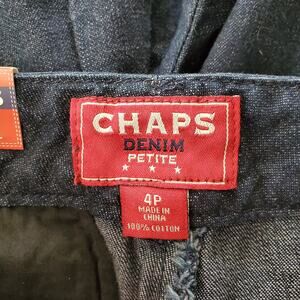 CHAPS
DENIM
PETITE
4P
MADE IN
CHINA
100% COTTON